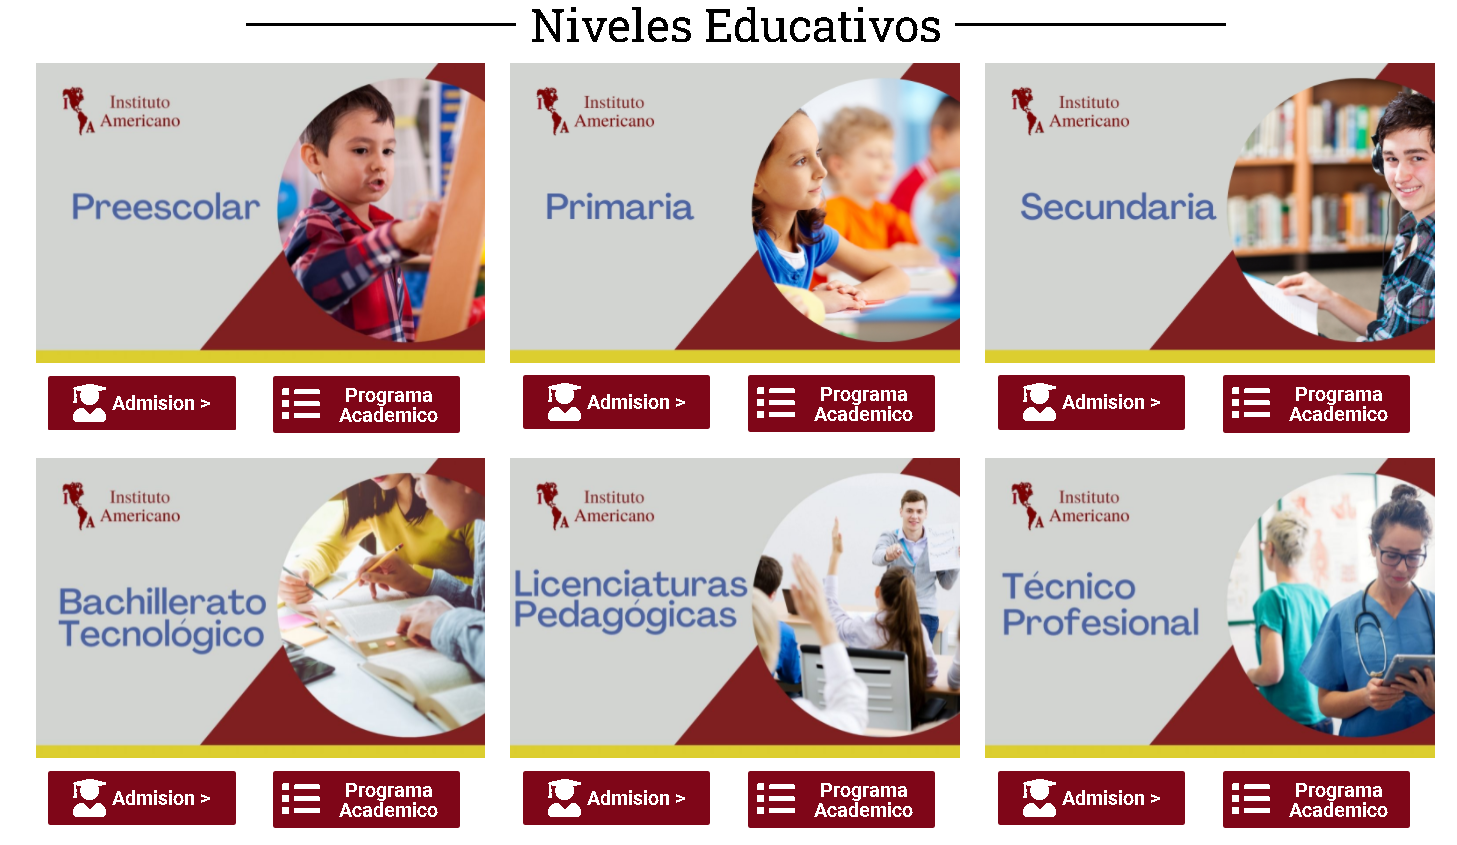 Niveles Educativos
Instituto
Americano
Preescolar
Admision >
Programa
Academico
Instituto
Americano
Primaria
Admision >
Programa
Academico
Instituto
Americano
Secundaria
Admision >
Programa
Academico
Instituto
Americano
Bachillerato
Tecnológico
Admision >
Programa
Academico
Instituto
Americano
Licenciaturas
Pedagógicas
Admision >
Programa
Academico
Instituto
Americano
Técnico
Profesional
Admision >
Programa
Academico